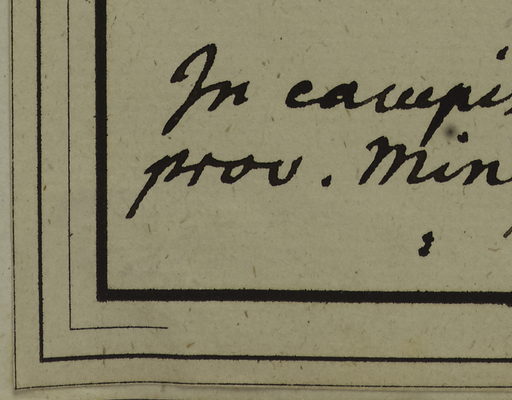 In campis
prov. Min